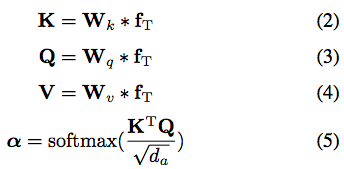 K = W_k ∗ f_T (2)
Q = W_q ∗ f_T (3)
V = W_v ∗ f_T (4)
α = softmax(K^T Q / √d_a) (5)